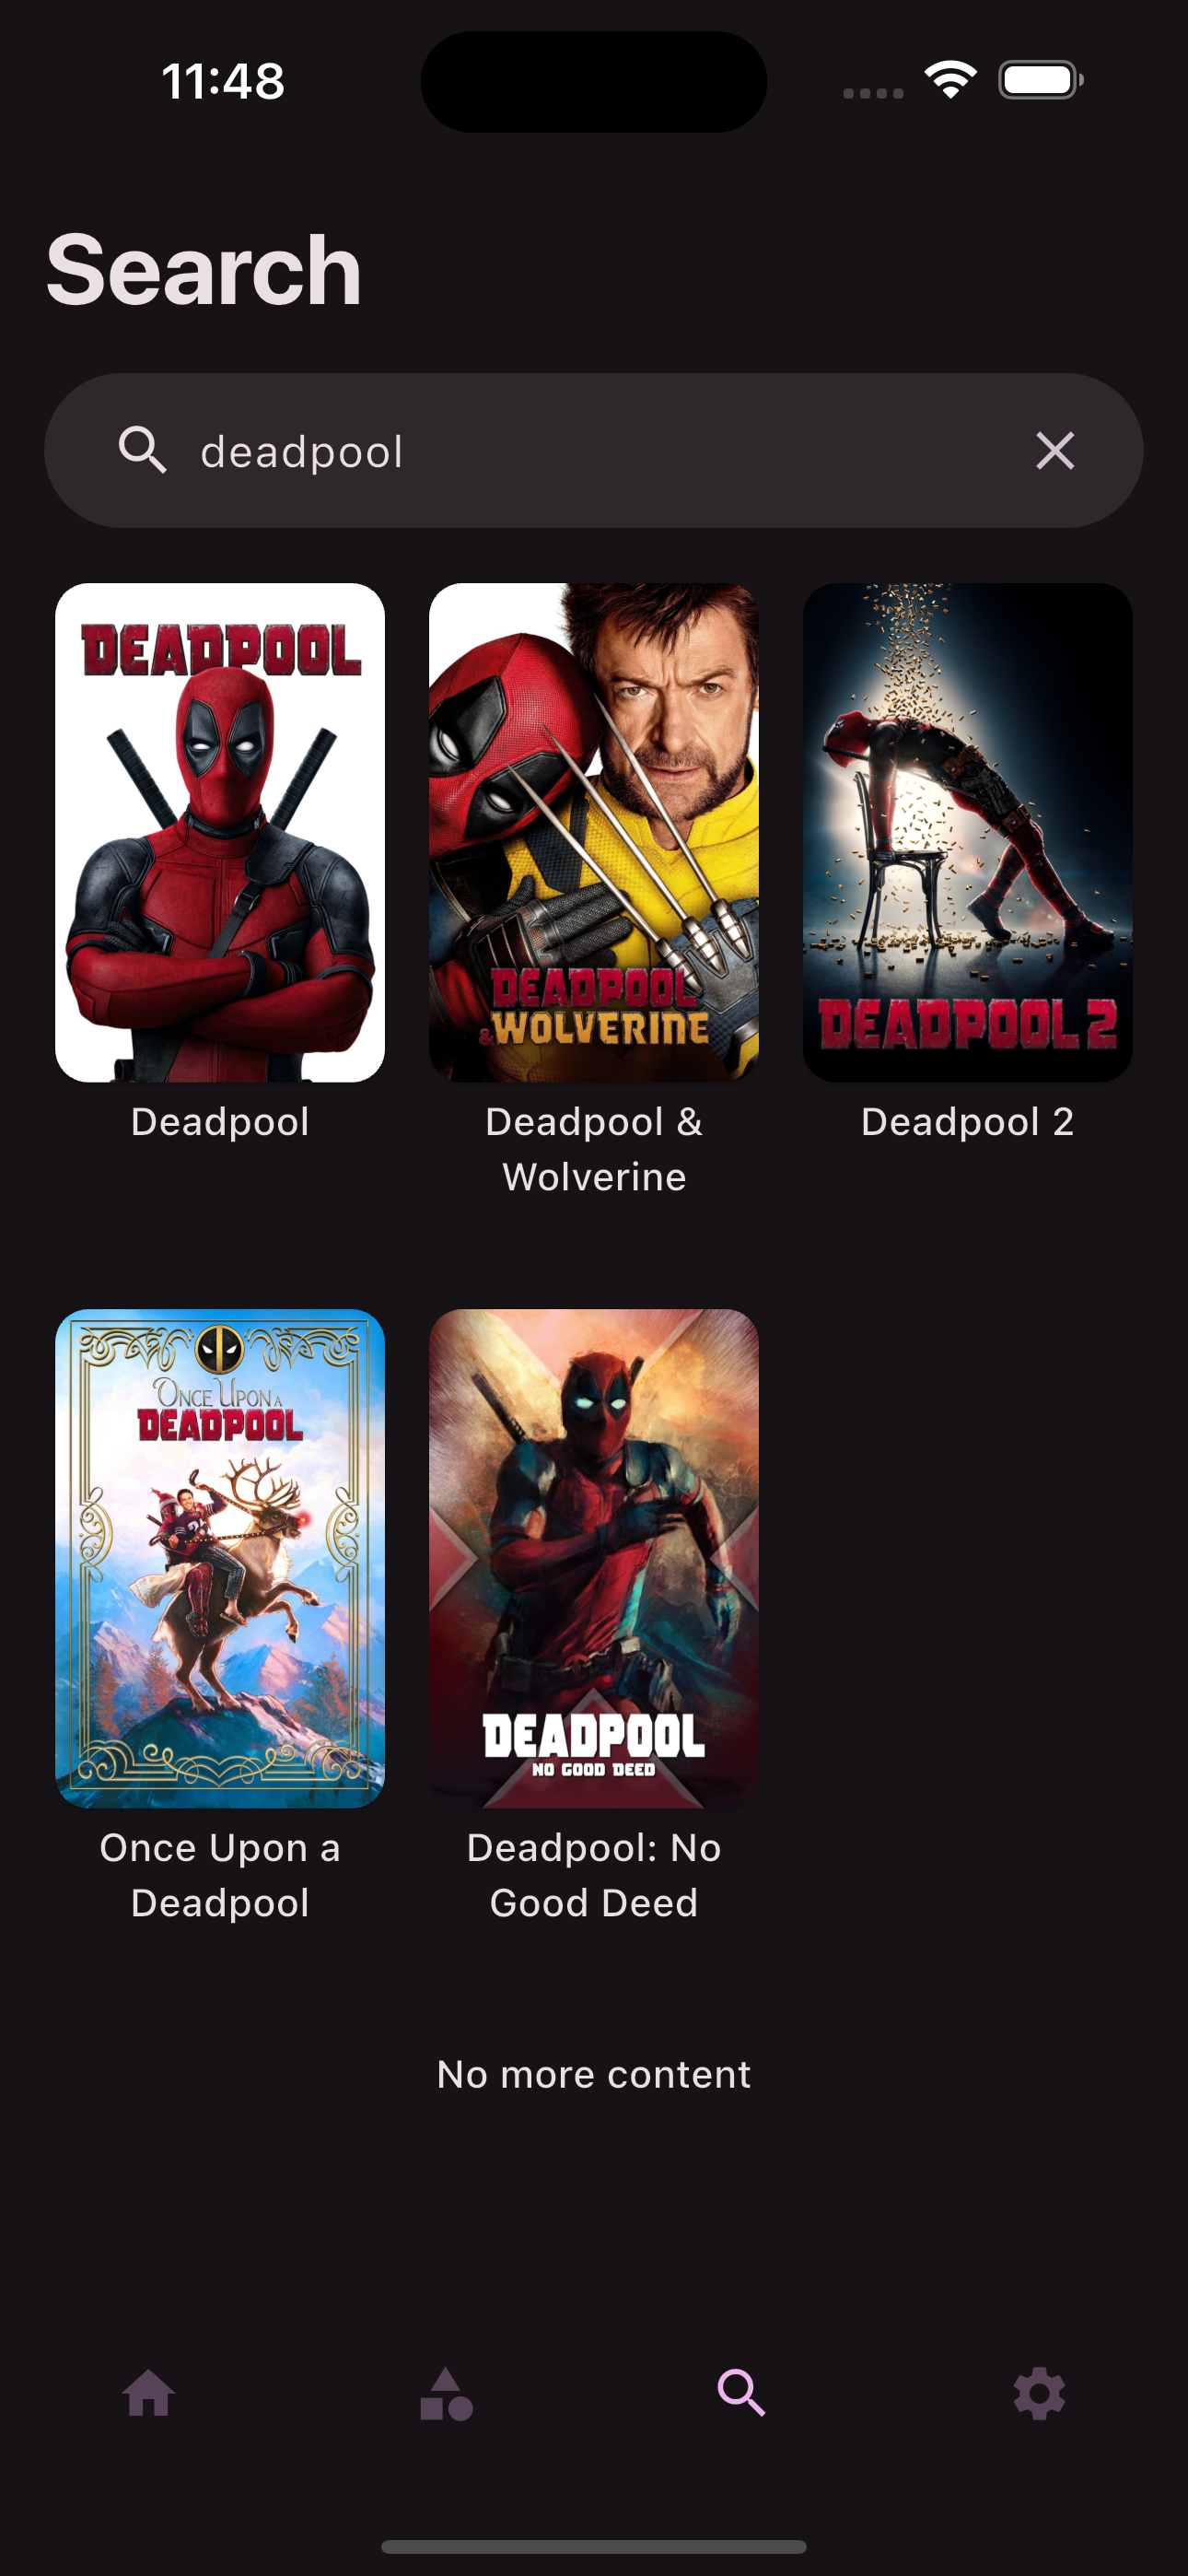 11:48
Search
deadpool
DEADPOOL
DEADPOOL
&WOLVERINE
DEADPOOL 2
Deadpool
Deadpool &
Wolverine
Deadpool 2
ONCE UPON A
DEADPOOL
DEADPOOL
NO GOOD DEED
Once Upon a
Deadpool
Deadpool: No
Good Deed
No more content